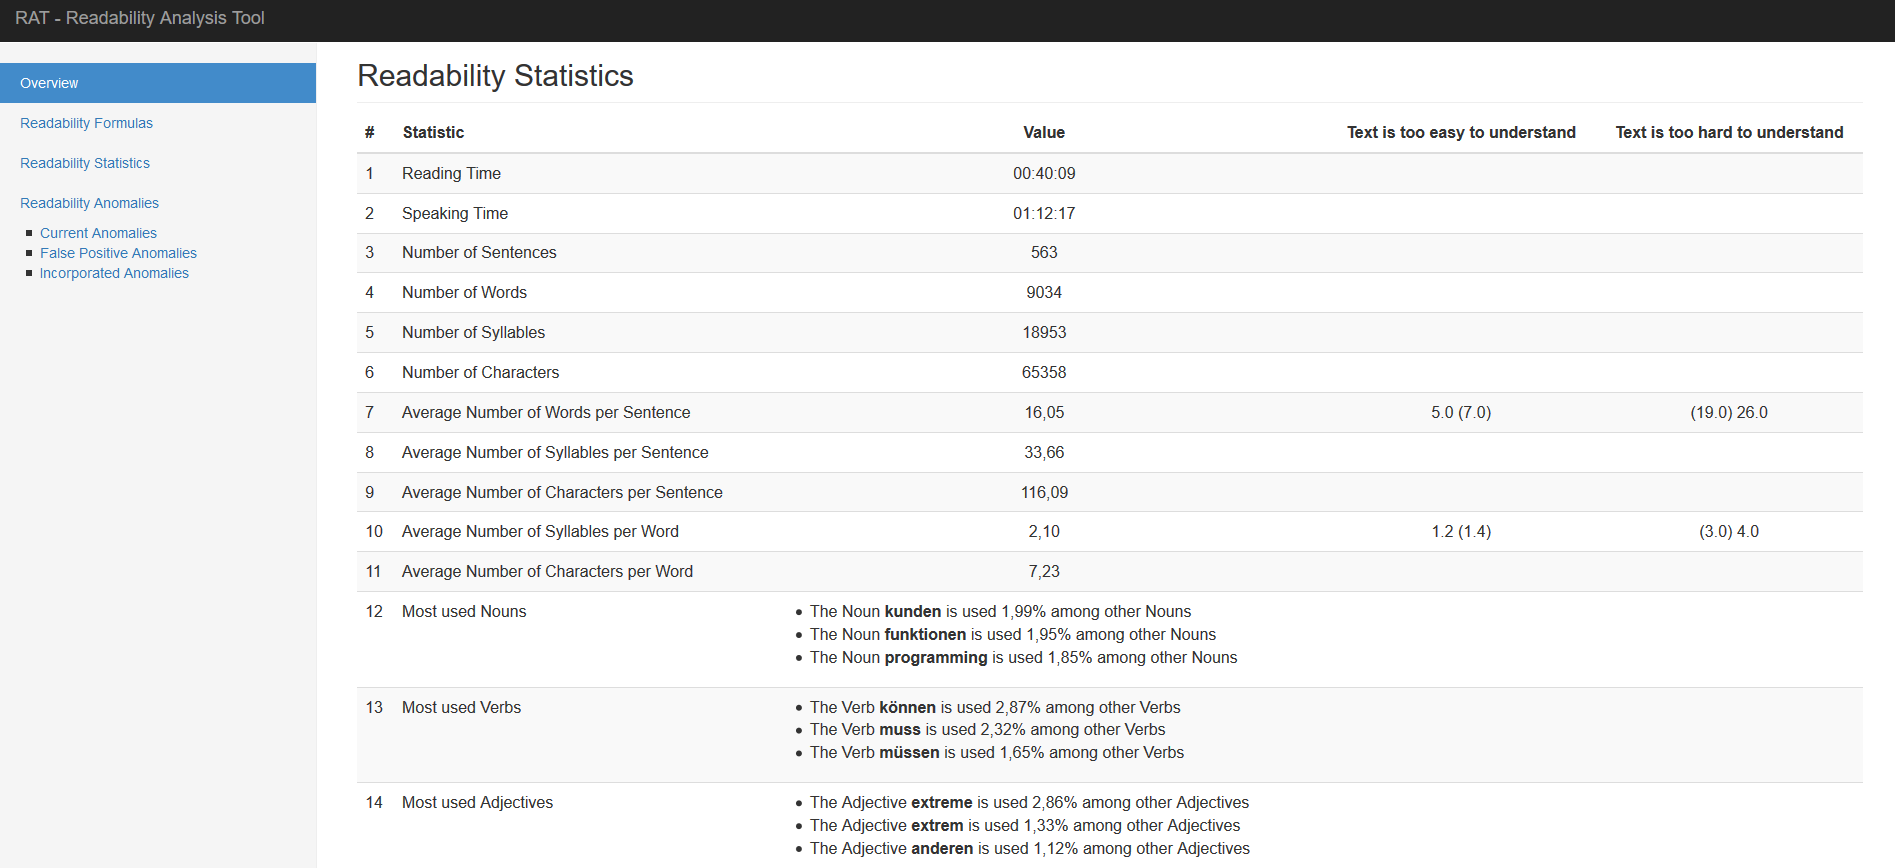 RAT - Readability Analysis Tool
Overview
Readability Formulas
Readability Statistics
Readability Anomalies
Current Anomalies
False Positive Anomalies
Incorporated Anomalies
Readability Statistics
# Statistic Value Text is too easy to understand Text is too hard to understand
1 Reading Time 00:40:09
2 Speaking Time 01:12:17
3 Number of Sentences 563
4 Number of Words 9034
5 Number of Syllables 18953
6 Number of Characters 65358
7 Average Number of Words per Sentence 16,05 5.0 (7.0) (19.0) 26.0
8 Average Number of Syllables per Sentence 33,66
9 Average Number of Characters per Sentence 116,09
10 Average Number of Syllables per Word 2,10 1.2 (1.4) (3.0) 4.0
11 Average Number of Characters per Word 7,23
12 Most used Nouns • The Noun kunden is used 1,99% among other Nouns
• The Noun funktionen is used 1,95% among other Nouns
• The Noun programming is used 1,85% among other Nouns
13 Most used Verbs • The Verb können is used 2,87% among other Verbs
• The Verb muss is used 2,32% among other Verbs
• The Verb müssen is used 1,65% among other Verbs
14 Most used Adjectives • The Adjective extreme is used 2,86% among other Adjectives
• The Adjective extrem is used 1,33% among other Adjectives
• The Adjective anderen is used 1,12% among other Adjectives